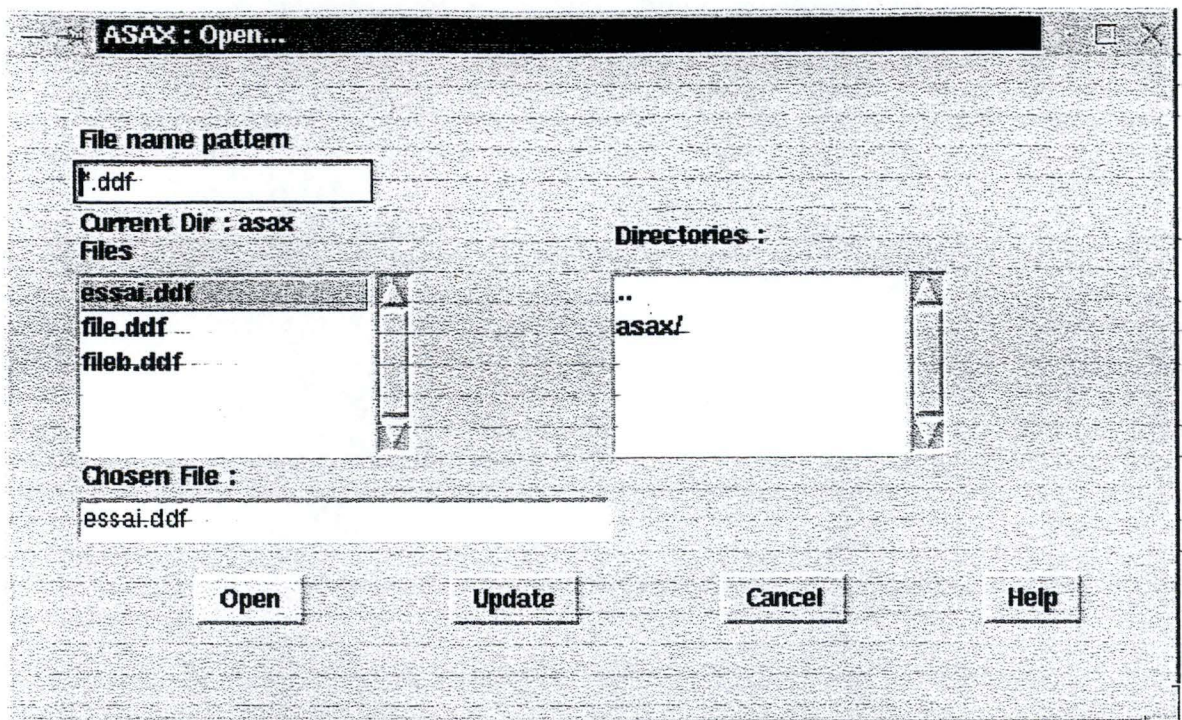 ASAX : Open...
File name pattern
*.ddf
Current Dir : asax
Files
essai.ddf
file.ddf
fileb.ddf
Directories :
..
asax/
Chosen File :
essai.ddf
Open
Update
Cancel
Help